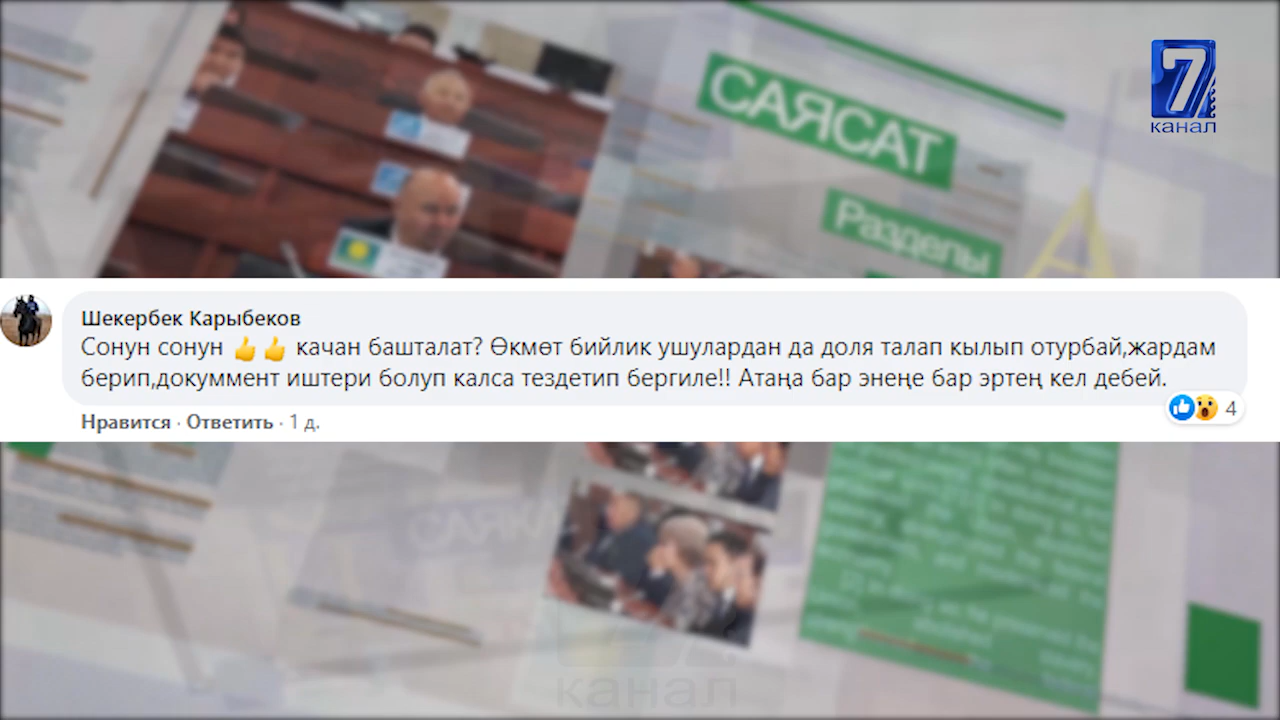 САЯСАТ
Разделы
7
канал
Шекербек Карыбеков
Сонун сонун 👍👍 качан башталат? Өкмөт бийлик ушулардан да доля талап кылып отурбай,жардам
берип,докуммент иштери болуп калса тездетип бергиле!! Атаңа бар энеңе бар эртең кел дебей.
4
Нравится · Ответить · 1 д.
канал